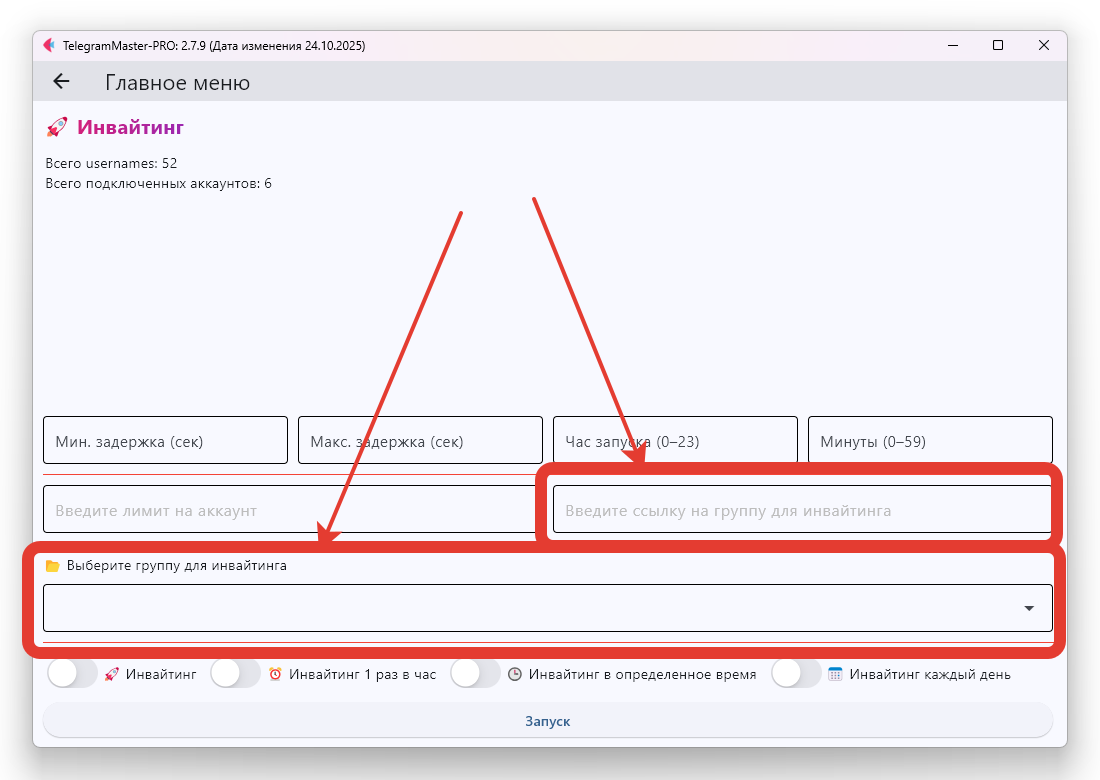 TelegramMaster-PRO: 2.7.9 (Дата изменения 24.10.2025)
Главное меню
Инвайтинг
Всего usernames: 52
Всего подключенных аккаунтов: 6
Мин. задержка (сек)
Макс. задержка (сек)
Час запуска (0–23)
Минуты (0–59)
Введите лимит на аккаунт
Введите ссылку на группу для инвайтинга
Выберите группу для инвайтинга
Инвайтинг
Инвайтинг 1 раз в час
Инвайтинг в определенное время
Инвайтинг каждый день
Запуск